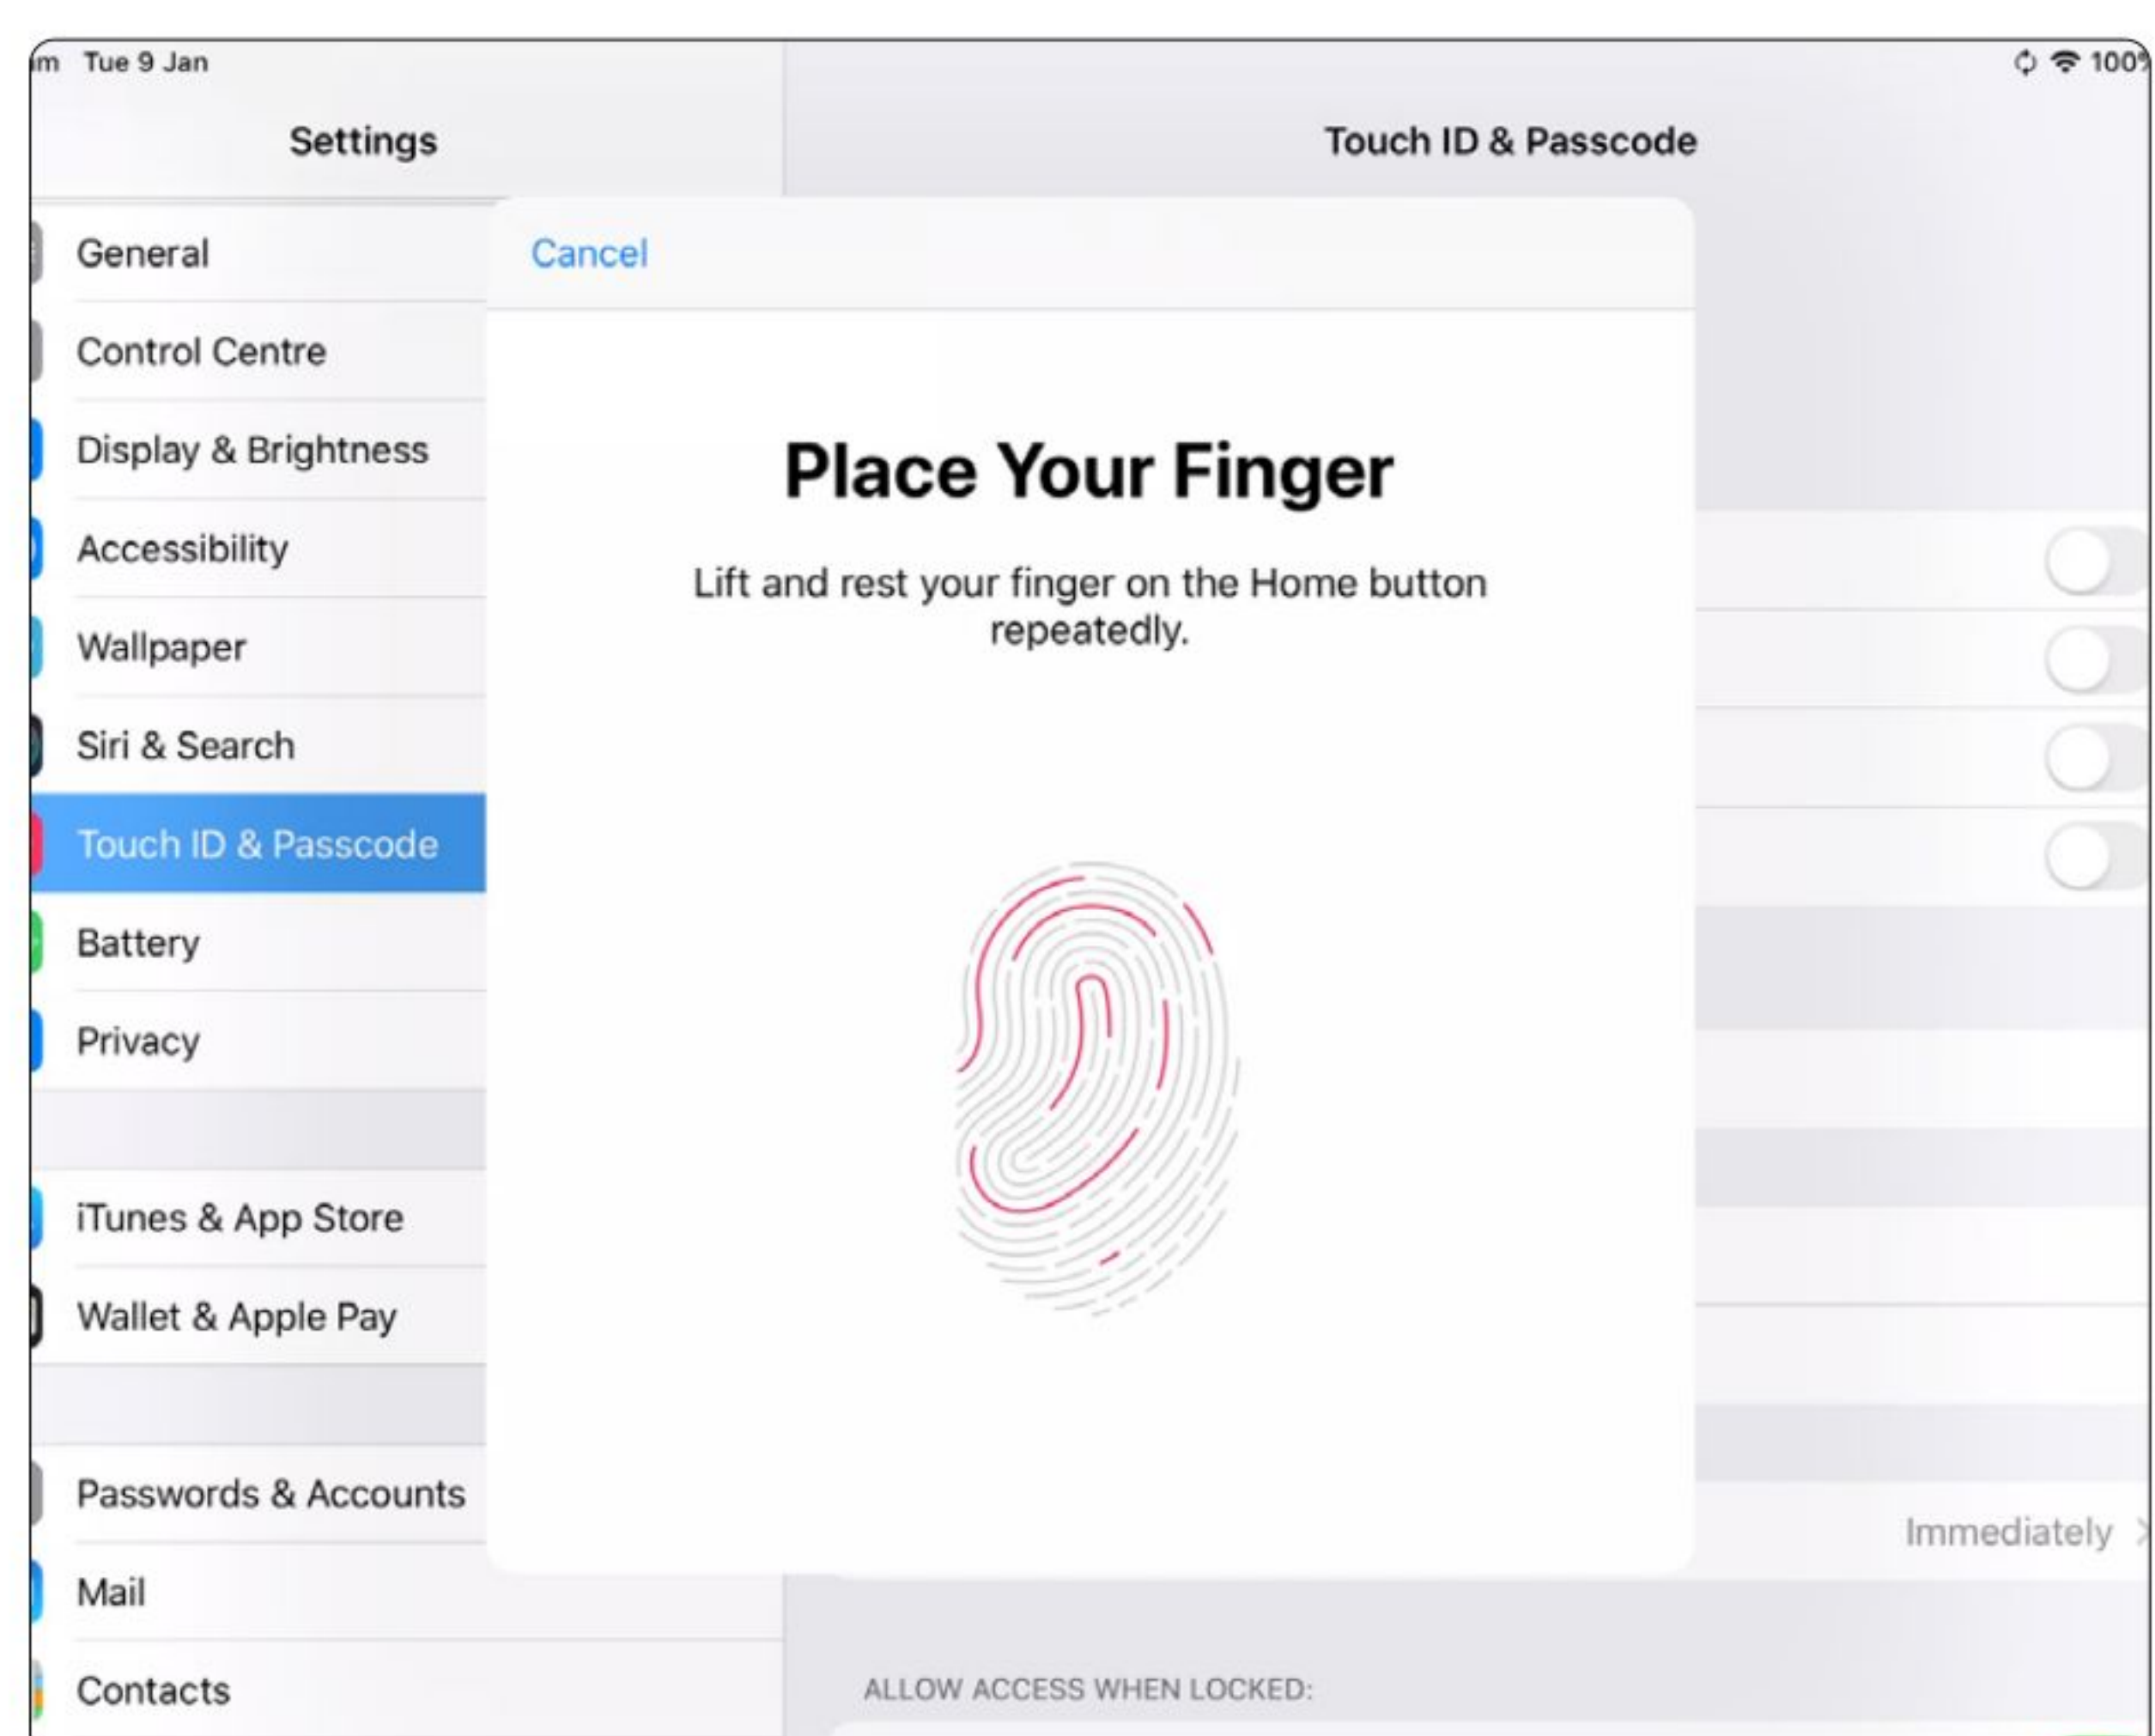 Tue 9 Jan
100%
Settings
Touch ID & Passcode
General
Control Centre
Display & Brightness
Accessibility
Wallpaper
Siri & Search
Touch ID & Passcode
Battery
Privacy
iTunes & App Store
Wallet & Apple Pay
Passwords & Accounts
Mail
Contacts
Cancel
Place Your Finger
Lift and rest your finger on the Home button
repeatedly.
Immediately
ALLOW ACCESS WHEN LOCKED: